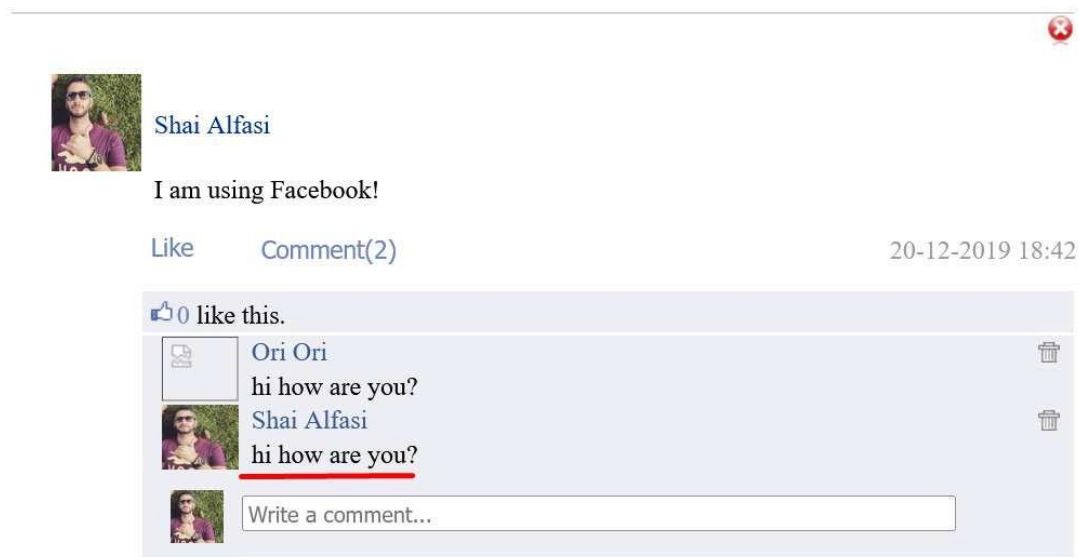 Shai Alfasi
I am using Facebook!
Like Comment(2) 20-12-2019 18:42
0 like this.
Ori Ori
hi how are you?
Shai Alfasi
hi how are you?
Write a comment...